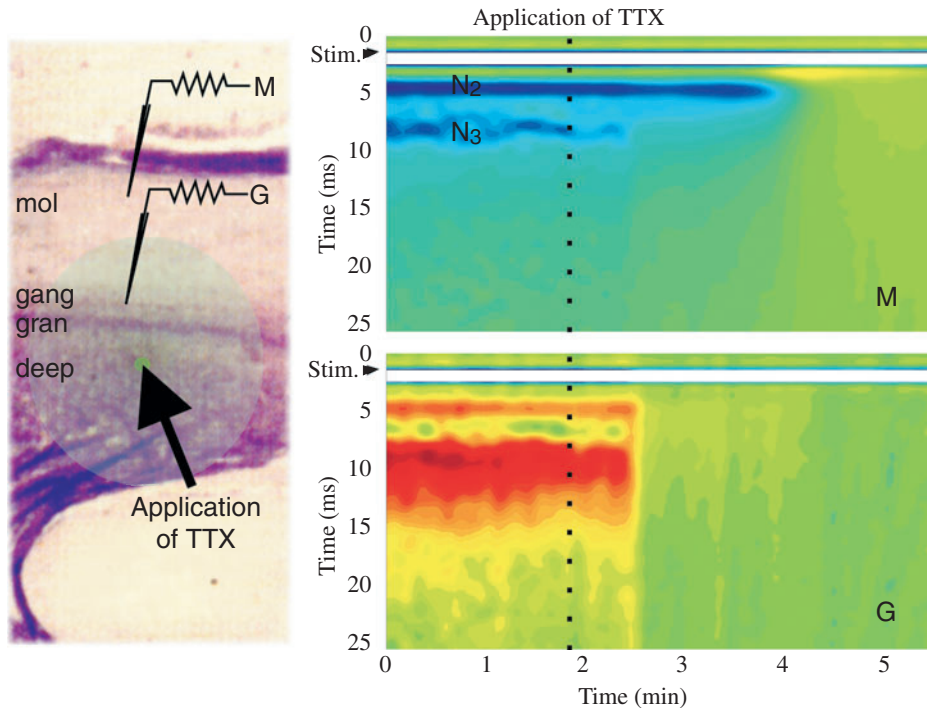 M
G
mol
gang
gran
deep
Application
of TTX
Application of TTX
0
Stim.
5
10
15
20
25
Time (ms)
N2
N3
M
0
Stim.
5
10
15
20
25
Time (ms)
G
0 1 2 3 4 5
Time (min)